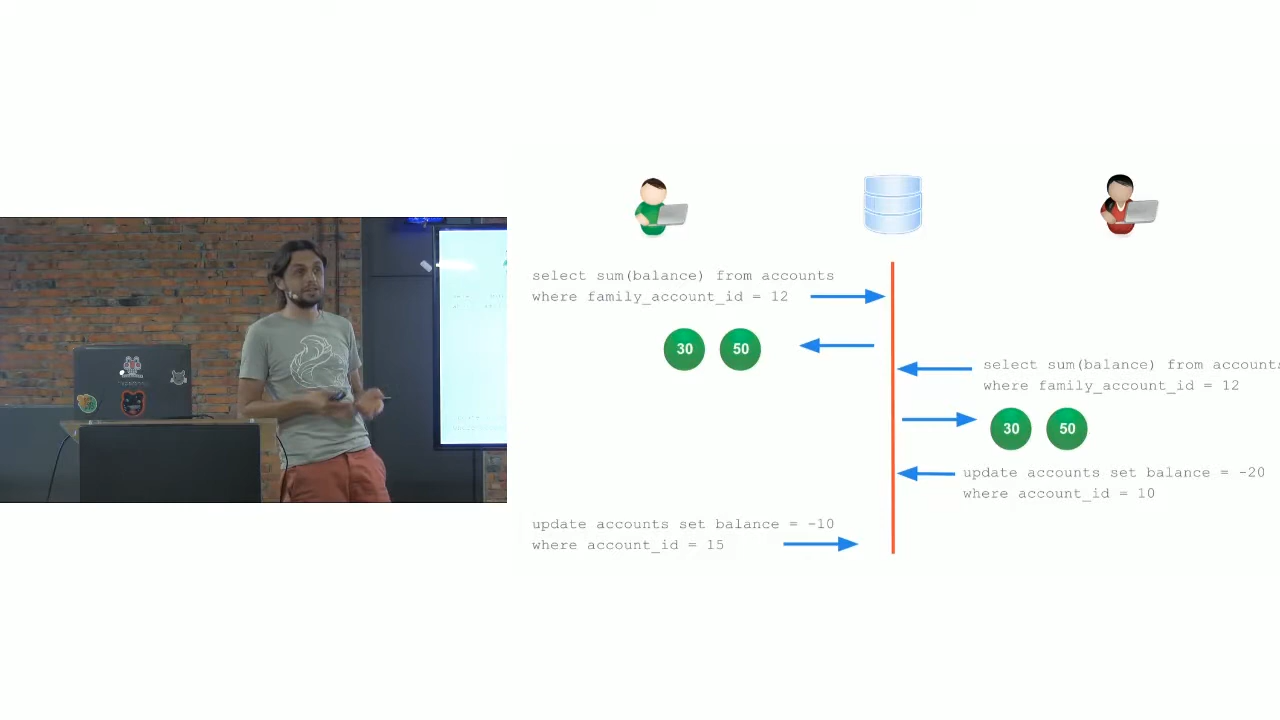 select sum(balance) from accounts
where family_account_id = 12
30 50
select sum(balance) from accounts
where family_account_id = 12
30 50
update accounts set balance = -20
where account_id = 10
update accounts set balance = -10
where account_id = 15